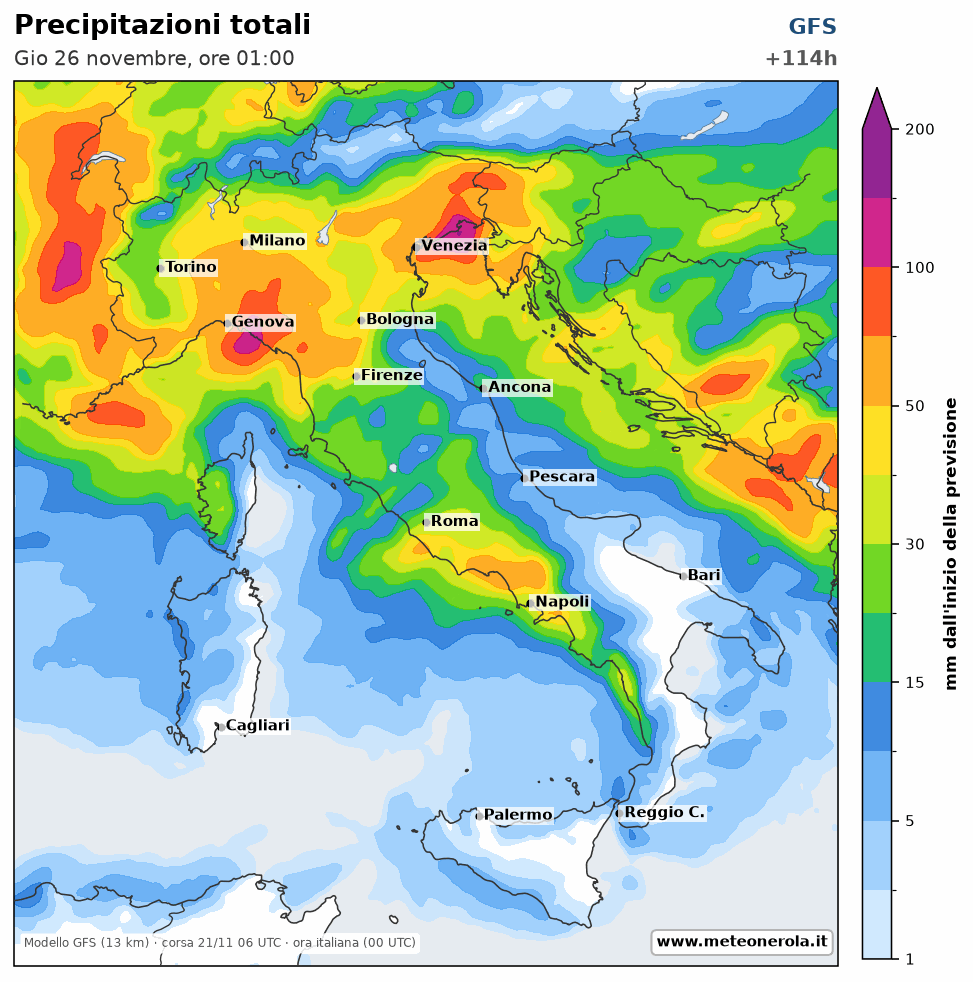 Precipitazioni totali
GFS
Gio 26 novembre, ore 01:00
+114h
200
100
50
30
15
5
1
mm dall'inizio della previsione
Milano
Venezia
Torino
Genova
Bologna
Firenze
Ancona
Pescara
Roma
Bari
Napoli
Cagliari
Palermo
Reggio C.
Modello GFS (13 km) · corsa 21/11 06 UTC · ora italiana (00 UTC)
www.meteonerola.it